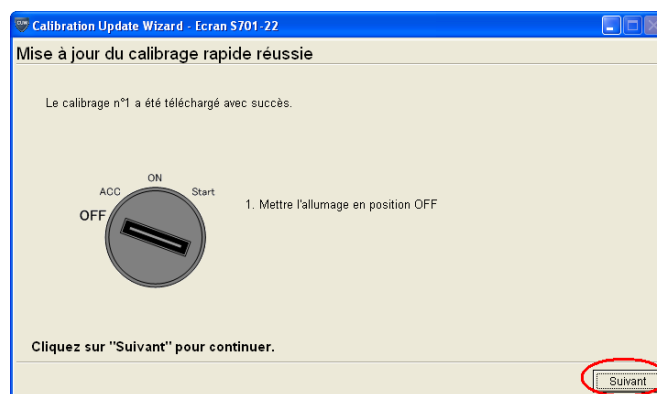 Calibration Update Wizard - Ecran S701-22
Mise à jour du calibrage rapide réussie
Le calibrage n°1 a été téléchargé avec succès.
ON
ACC
Start
OFF
1. Mettre l'allumage en position OFF
Cliquez sur "Suivant" pour continuer.
Suivant